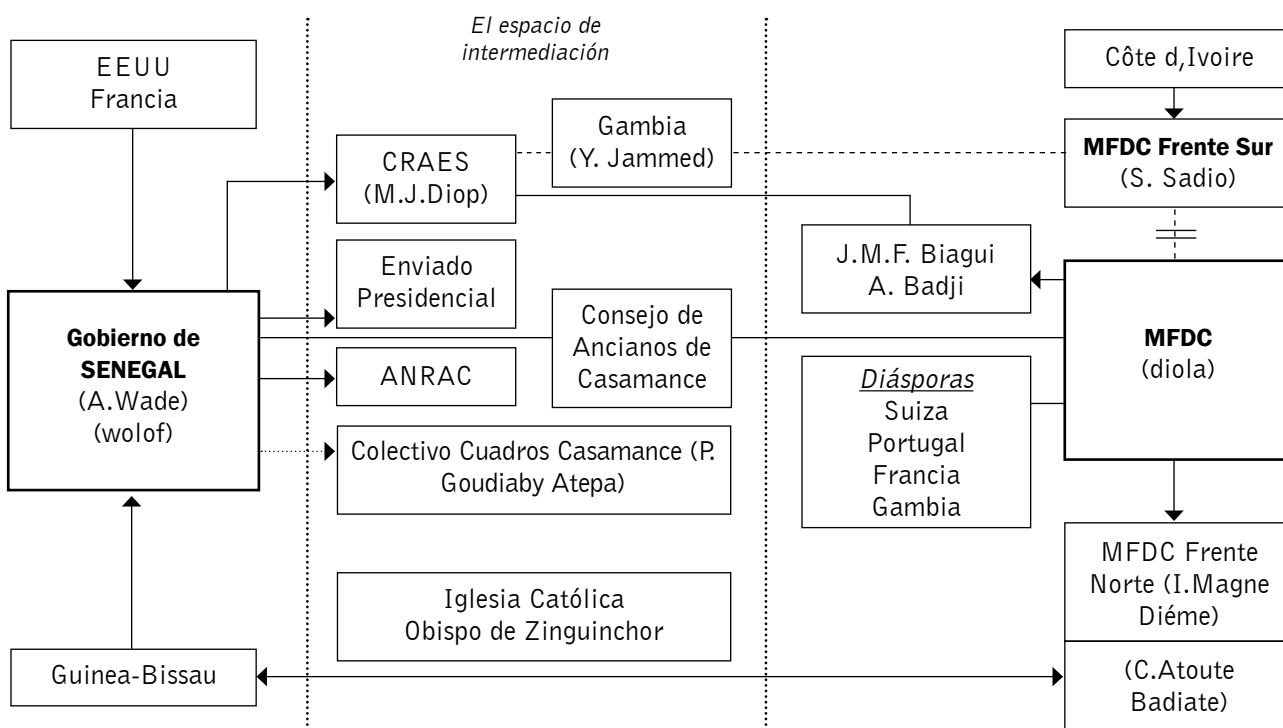 El espacio de
intermediación
EEUU
Francia
Gobierno de
SENEGAL
(A.Wade)
(wolof)
Guinea-Bissau
CRAES
(M.J.Diop)
Gambia
(Y. Jammed)
Enviado
Presidencial
Consejo de
Ancianos de
Casamance
ANRAC
Colectivo Cuadros Casamance (P.
Goudiaby Atepa)
Iglesia Católica
Obispo de Zinguinchor
J.M.F. Biagui
A. Badji
Diásporas
Suiza
Portugal
Francia
Gambia
Côte d,Ivoire
MFDC Frente Sur
(S. Sadio)
MFDC
(diola)
MFDC Frente
Norte (I.Magne
Diéme)
(C.Atoute
Badiate)